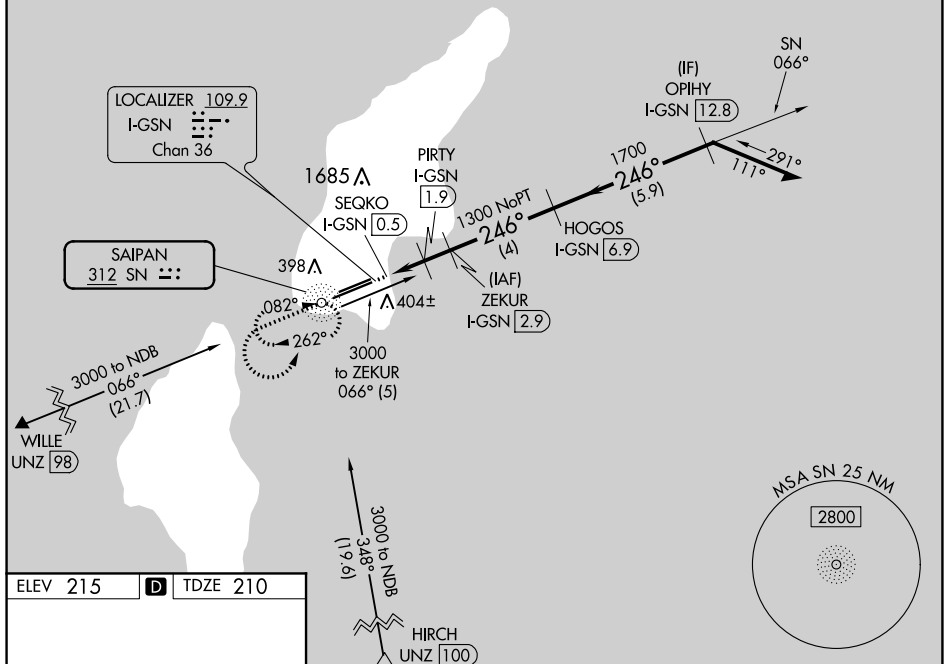 SN
066°
(IF)
OPIHY
I-GSN 12.8
LOCALIZER 109.9
I-GSN
Chan 36
291°
111°
1700
246°
(5.9)
PIRTY
I-GSN
1.9
1685
SEQKO
I-GSN 0.5
1300 NoPT
246°
(4)
HOGOS
I-GSN 6.9
SAIPAN
312 SN
398
(IAF)
ZEKUR
I-GSN 2.9
082°
404±
262°
3000
to ZEKUR
066° (5)
3000 to NDB
066°
(21.7)
WILLE
UNZ 98
MSA SN 25 NM
2800
3000 to NDB
348°
(19.6)
ELEV 215 D TDZE 210
HIRCH
UNZ 100